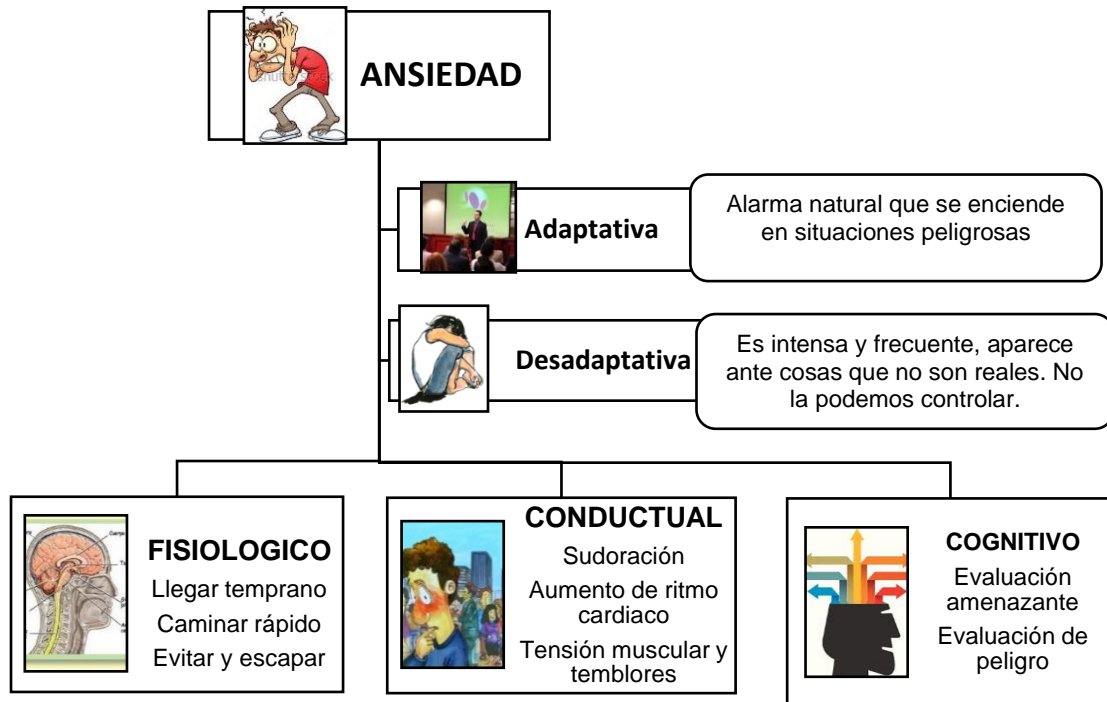 ANSIEDAD
Adaptativa
Alarma natural que se enciende
en situaciones peligrosas
Desadaptativa
Es intensa y frecuente, aparece
ante cosas que no son reales. No
la podemos controlar.
FISIOLOGICO
Llegar temprano
Caminar rápido
Evitar y escapar
CONDUCTUAL
Sudoración
Aumento de ritmo
cardiaco
Tensión muscular y
temblores
COGNITIVO
Evaluación
amenazante
Evaluación de
peligro